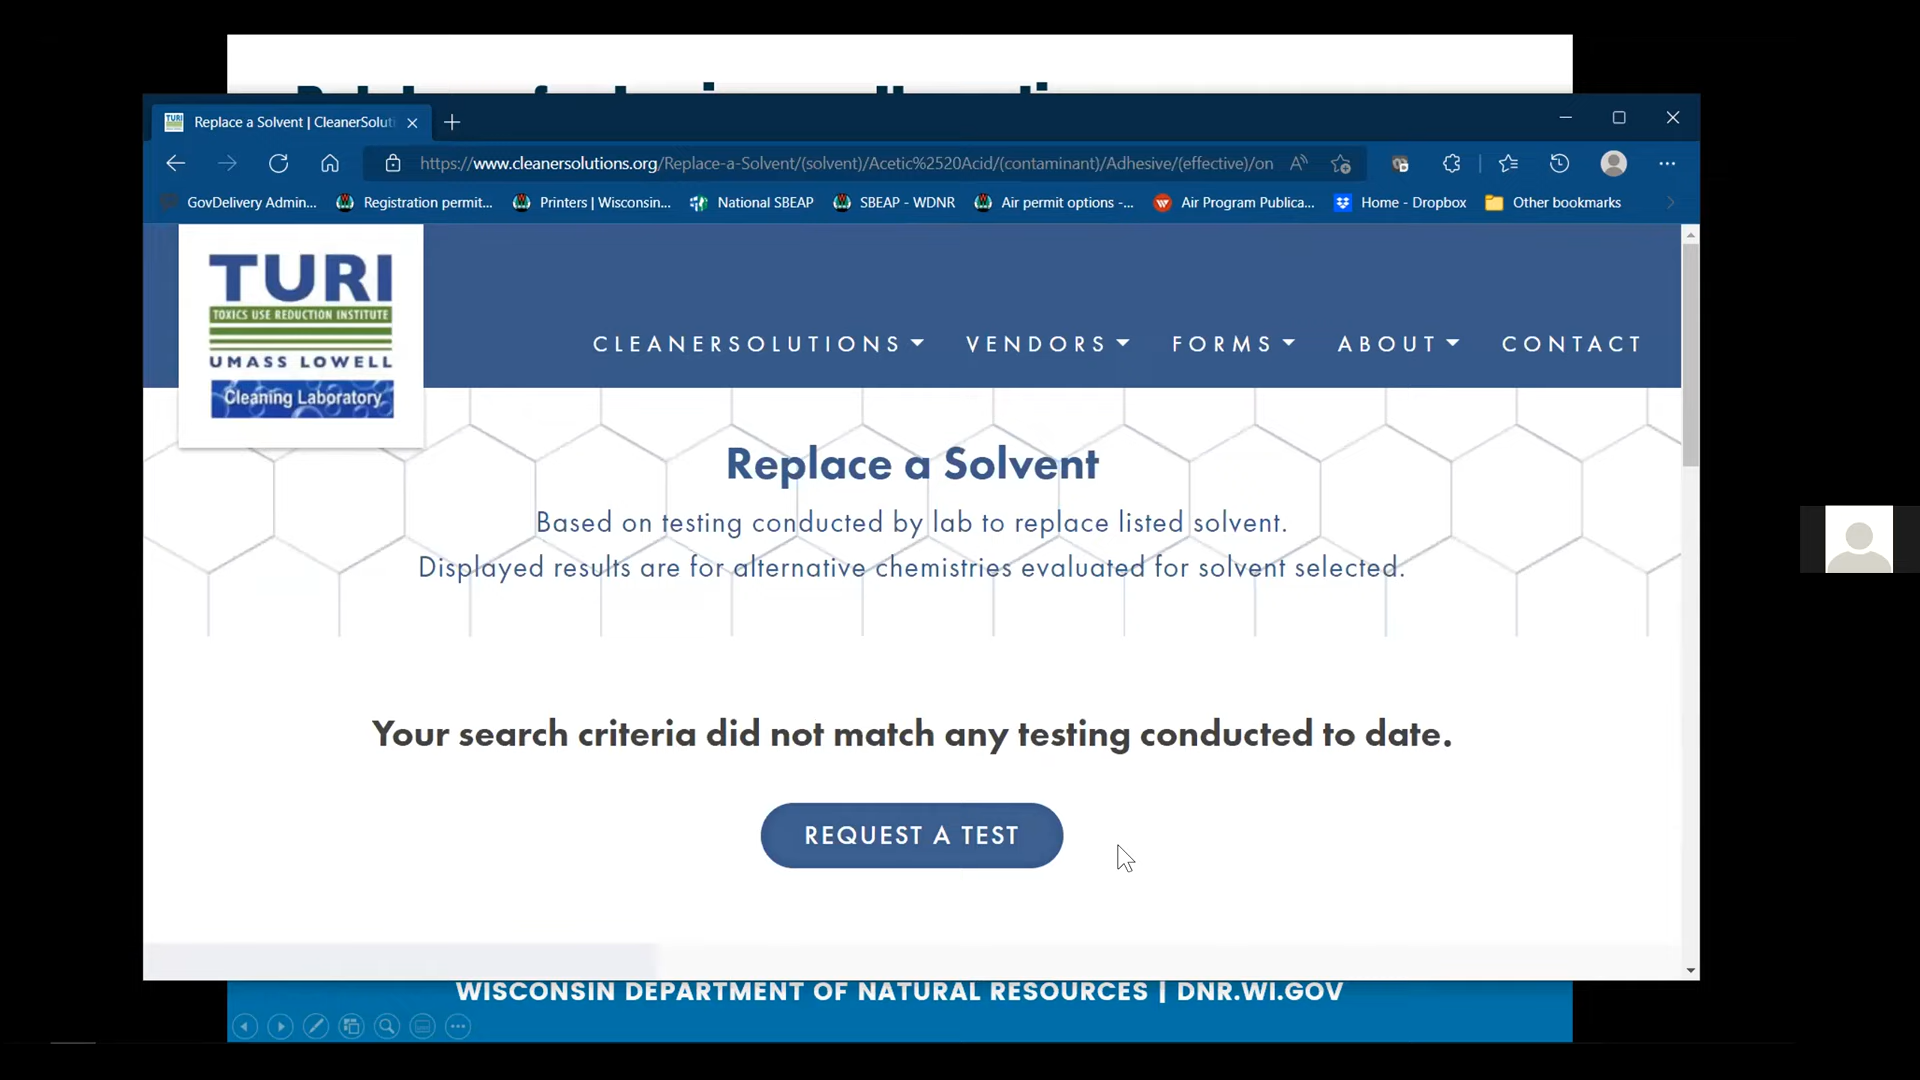 Replace a Solvent | CleanerSoluti
https://www.cleanersolutions.org/Replace-a-Solvent/(solvent)/Acetic%2520Acid/(contaminant)/Adhesive/(effective)/on
GovDelivery Admin...
Registration permit...
Printers | Wisconsin...
National SBEAP
SBEAP - WDNR
Air permit options -...
Air Program Publica...
Home - Dropbox
Other bookmarks
TURI
TOXICS USE REDUCTION INSTITUTE
UMASS LOWELL
Cleaning Laboratory
CLEANERSOLUTIONS
VENDORS
FORMS
ABOUT
CONTACT
Replace a Solvent
Based on testing conducted by lab to replace listed solvent.
Displayed results are for alternative chemistries evaluated for solvent selected.
Your search criteria did not match any testing conducted to date.
REQUEST A TEST
WISCONSIN DEPARTMENT OF NATURAL RESOURCES | DNR.WI.GOV